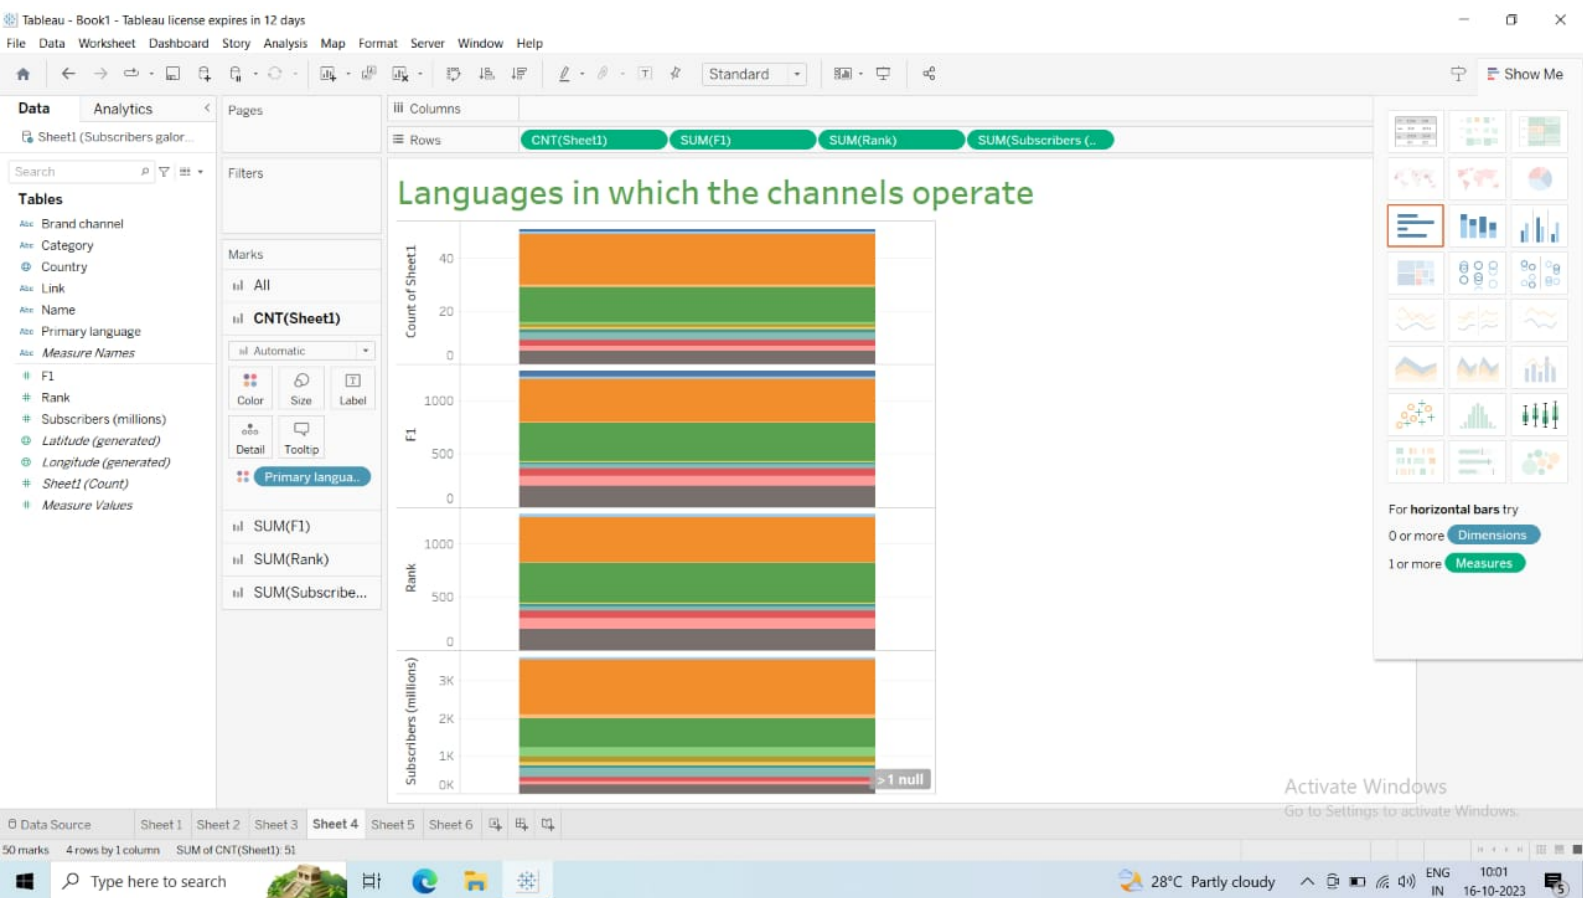 Tableau - Book1 - Tableau license expires in 12 days
File Data Worksheet Dashboard Story Analysis Map Format Server Window Help
Standard
Show Me
Data Analytics
Sheet1 (Subscribers galor...
Search
Tables
Abc Brand channel
Abc Category
Country
Abc Link
Abc Name
Abc Primary language
Abc Measure Names
# F1
# Rank
# Subscribers (millions)
Latitude (generated)
Longitude (generated)
# Sheet1 (Count)
# Measure Values
Pages
Filters
Marks
All
CNT(Sheet1)
Automatic
Color Size Label
Detail Tooltip
Primary langua..
SUM(F1)
SUM(Rank)
SUM(Subscribe...
Columns
Rows CNT(Sheet1) SUM(F1) SUM(Rank) SUM(Subscribers (..
Languages in which the channels operate
Count of Sheet1
40
20
0
F1
1000
500
0
Rank
1000
500
0
Subscribers (millions)
3K
2K
1K
0K
>1 null
For horizontal bars try
0 or more Dimensions
1 or more Measures
Activate Windows
Go to Settings to activate Windows.
Data Source Sheet 1 Sheet 2 Sheet 3 Sheet 4 Sheet 5 Sheet 6
50 marks 4 rows by 1 column SUM of CNT(Sheet1): 51
Type here to search
28°C Partly cloudy
ENG
IN
10:01
16-10-2023
5